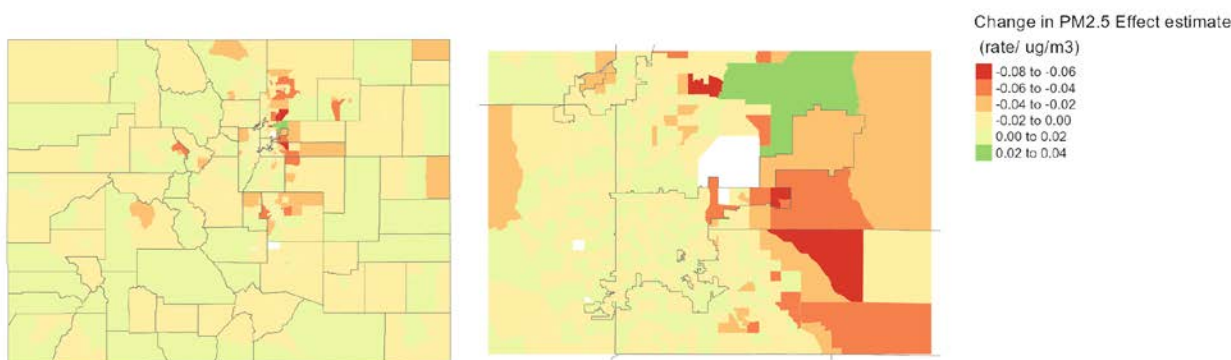 Change in PM2.5 Effect estimate
(rate/ ug/m3)
-0.08 to -0.06
-0.06 to -0.04
-0.04 to -0.02
-0.02 to 0.00
0.00 to 0.02
0.02 to 0.04